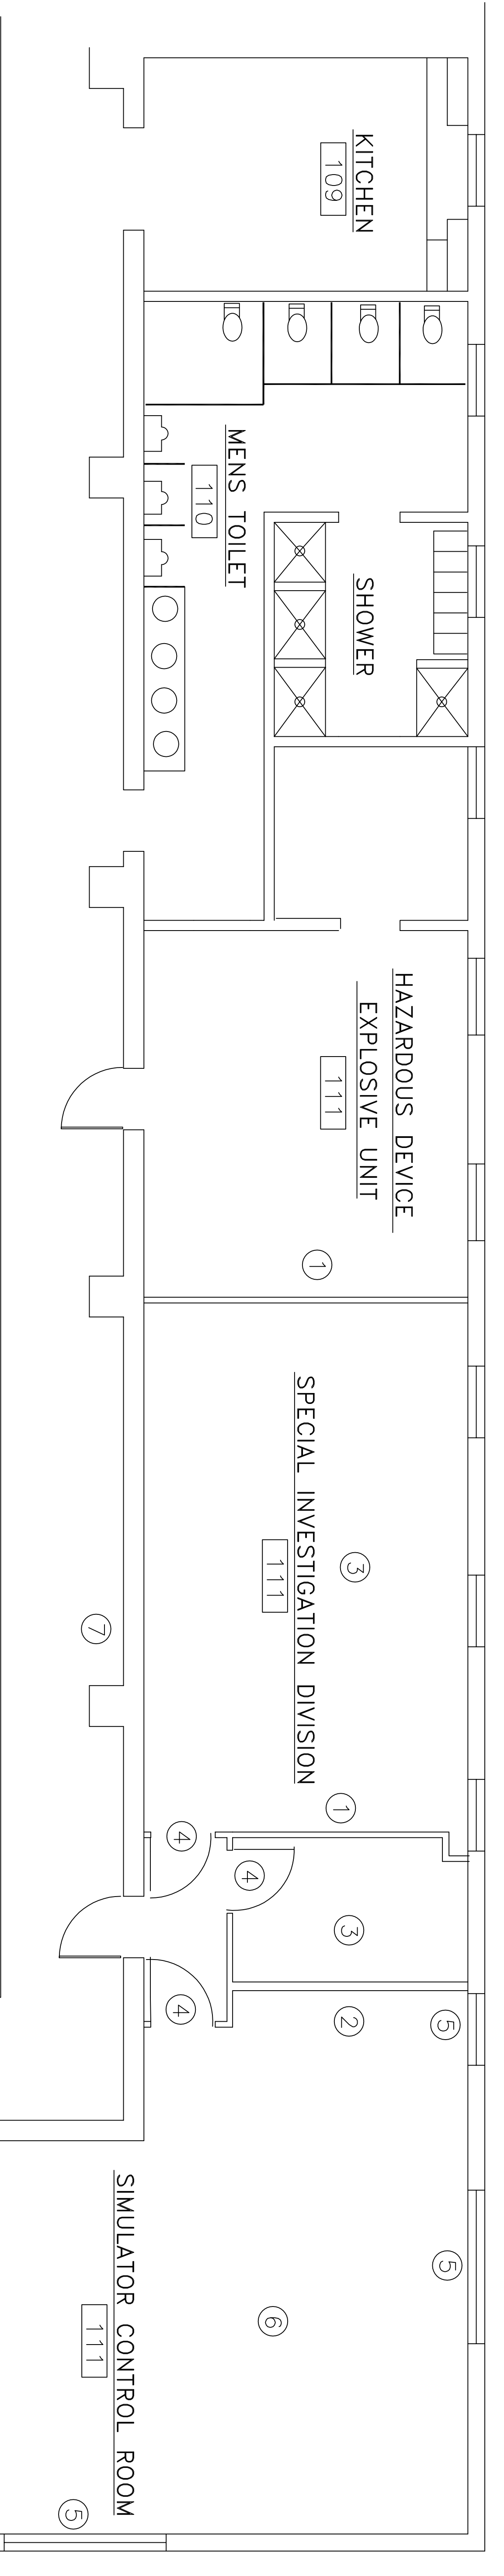 KITCHEN
109
MENS TOILET
110
SHOWER
HAZARDOUS DEVICE
EXPLOSIVE UNIT
111
1
SPECIAL INVESTIGATION DIVISION
111
3
7
1
4
4
3
4
2
5
5
6
SIMULATOR CONTROL ROOM
111
5